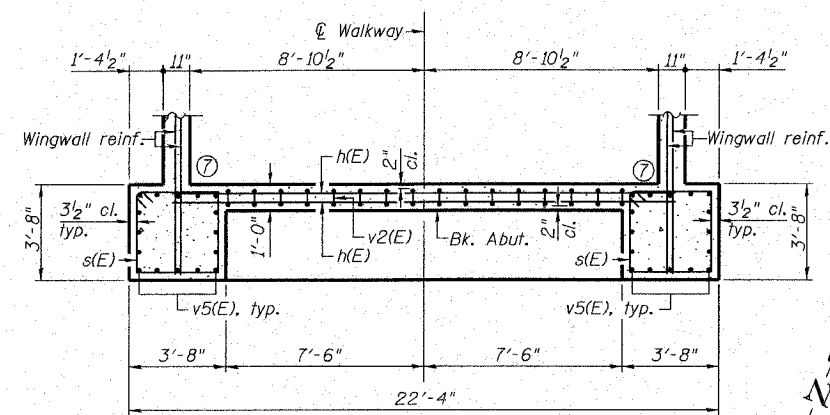 ℄ Walkway
1'-4½" 11" 8'-10½" 8'-10½" 11" 1'-4½"
Wingwall reinf. Wingwall reinf.
7 h(E) 2" cl. 7
3'-8" 3½" cl. typ. 1'-0" 2" cl. 3½" cl. typ. 3'-8"
v2(E) Bk. Abut.
s(E) h(E) s(E)
v5(E), typ. v5(E), typ.
3'-8" 7'-6" 7'-6" 3'-8"
22'-4"
N